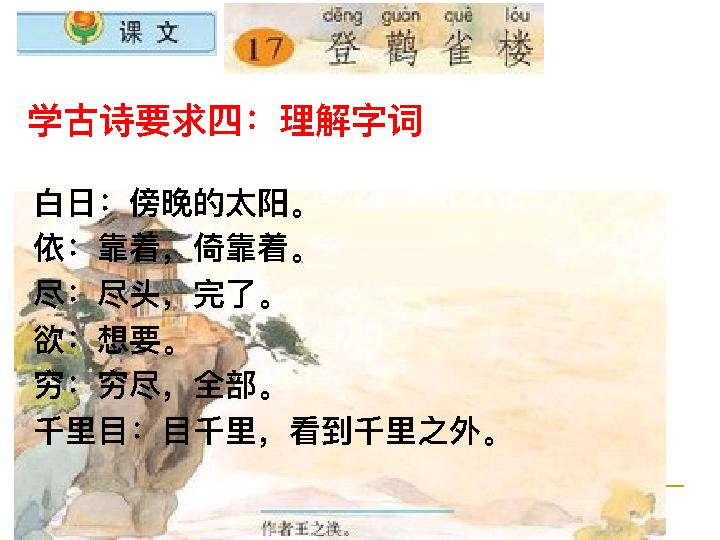 课 文
dēng guàn què lóu
17 登 鹳 雀 楼
学古诗要求四：理解字词
白日：傍晚的太阳。
依：靠着，倚靠着。
尽：尽头，完了。
欲：想要。
穷：穷尽，全部。
千里目：目千里，看到千里之外。
作者王之涣。